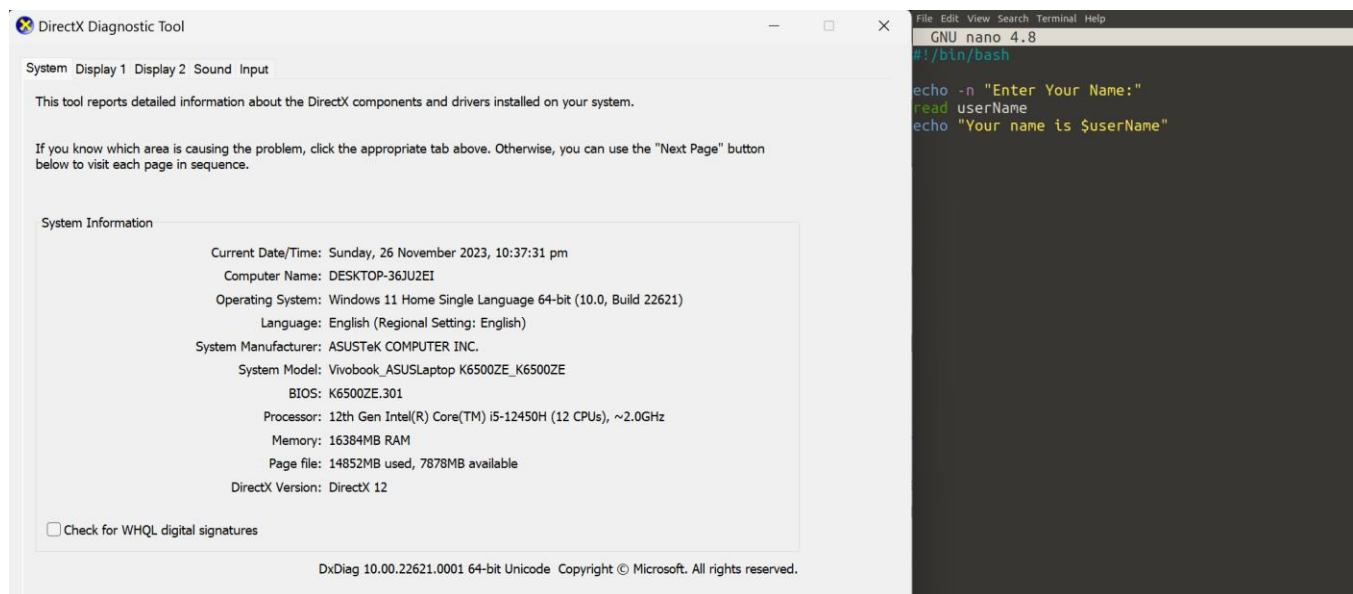 DirectX Diagnostic Tool
System Display 1 Display 2 Sound Input
This tool reports detailed information about the DirectX components and drivers installed on your system.
If you know which area is causing the problem, click the appropriate tab above. Otherwise, you can use the "Next Page" button
below to visit each page in sequence.
System Information
Current Date/Time: Sunday, 26 November 2023, 10:37:31 pm
Computer Name: DESKTOP-36JU2EI
Operating System: Windows 11 Home Single Language 64-bit (10.0, Build 22621)
Language: English (Regional Setting: English)
System Manufacturer: ASUSTeK COMPUTER INC.
System Model: Vivobook_ASUSLaptop K6500ZE_K6500ZE
BIOS: K6500ZE.301
Processor: 12th Gen Intel(R) Core(TM) i5-12450H (12 CPUs), ~2.0GHz
Memory: 16384MB RAM
Page file: 14852MB used, 7878MB available
DirectX Version: DirectX 12
Check for WHQL digital signatures
DxDiag 10.00.22621.0001 64-bit Unicode Copyright © Microsoft. All rights reserved.
File Edit View Search Terminal Help
GNU nano 4.8
#!/bin/bash
echo -n "Enter Your Name:"
read userName
echo "Your name is $userName"